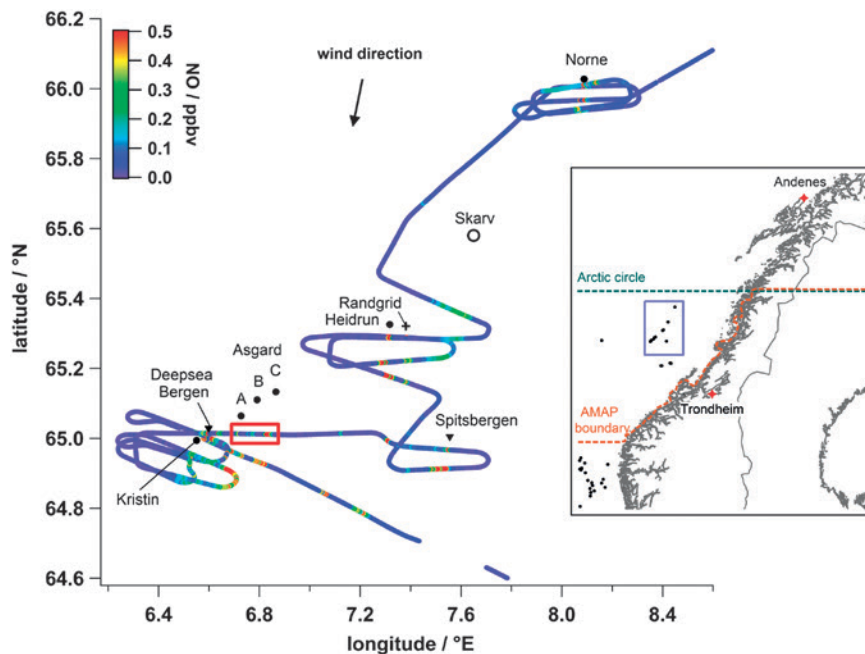 66.2
66.0
65.8
65.6
65.4
65.2
65.0
64.8
64.6
latitude / °N
0.5
0.4
0.3
0.2
0.1
0.0
NO / ppbv
wind direction
Norne
Skarv
Randgrid
Heidrun
Asgard
C
B
A
Deepsea
Bergen
Spitsbergen
Kristin
6.4
6.8
7.2
7.6
8.0
8.4
longitude / °E
Andenes
Arctic circle
Trondheim
AMAP
boundary